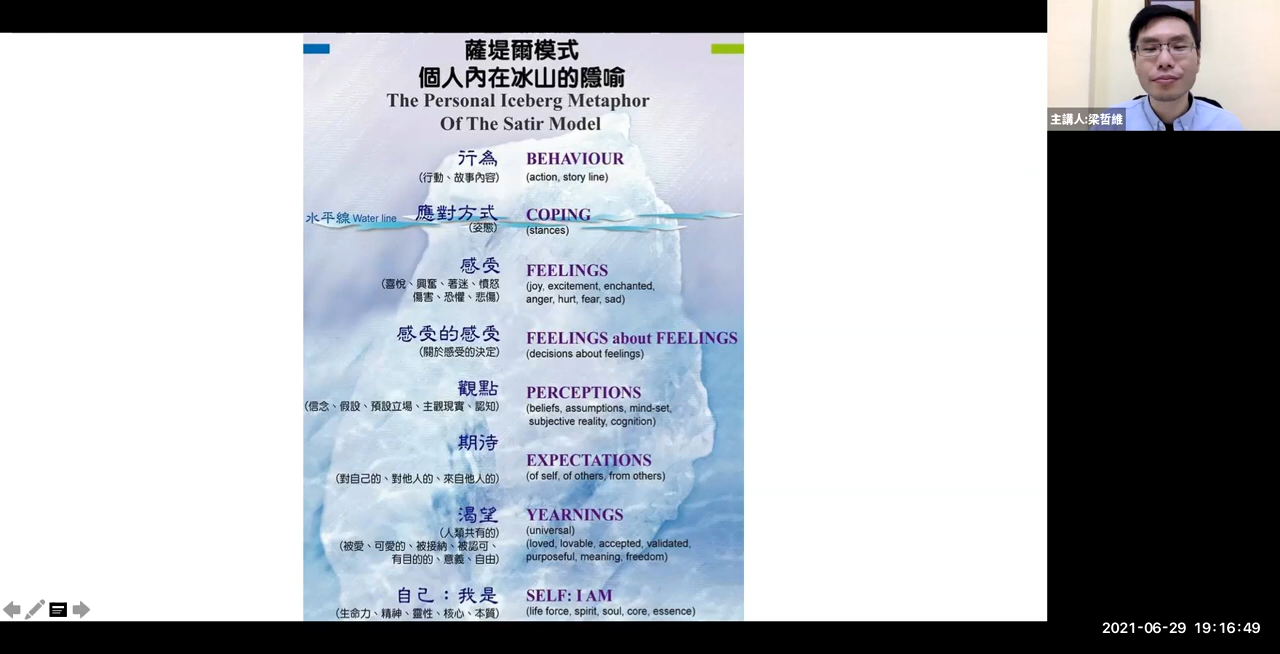 薩堤爾模式
個人內在冰山的隱喻
The Personal Iceberg Metaphor
Of The Satir Model
主講人:梁哲維
行為 BEHAVIOUR
(行動、故事內容) (action, story line)
水平線 Water line 應對方式 COPING
(姿態) (stances)
感受 FEELINGS
(喜悅、興奮、著迷、憤怒 (joy, excitement, enchanted,
傷害、恐懼、悲傷) anger, hurt, fear, sad)
感受的感受 FEELINGS about FEELINGS
(關於感受的決定) (decisions about feelings)
觀點 PERCEPTIONS
(信念、假設、預設立場、主觀現實、認知) (beliefs, assumptions, mind-set,
subjective reality, cognition)
期待 EXPECTATIONS
(對自己的、對他人的、來自他人的) (of self, of others, from others)
渴望 YEARNINGS
(人類共有的) (universal)
(被愛、可愛的、被接納、被認可、 (loved, lovable, accepted, validated,
有目的的、意義、自由) purposeful, meaning, freedom)
自己：我是 SELF: I AM
(生命力、精神、靈性、核心、本質) (life force, spirit, soul, core, essence)
2021-06-29 19:16:49